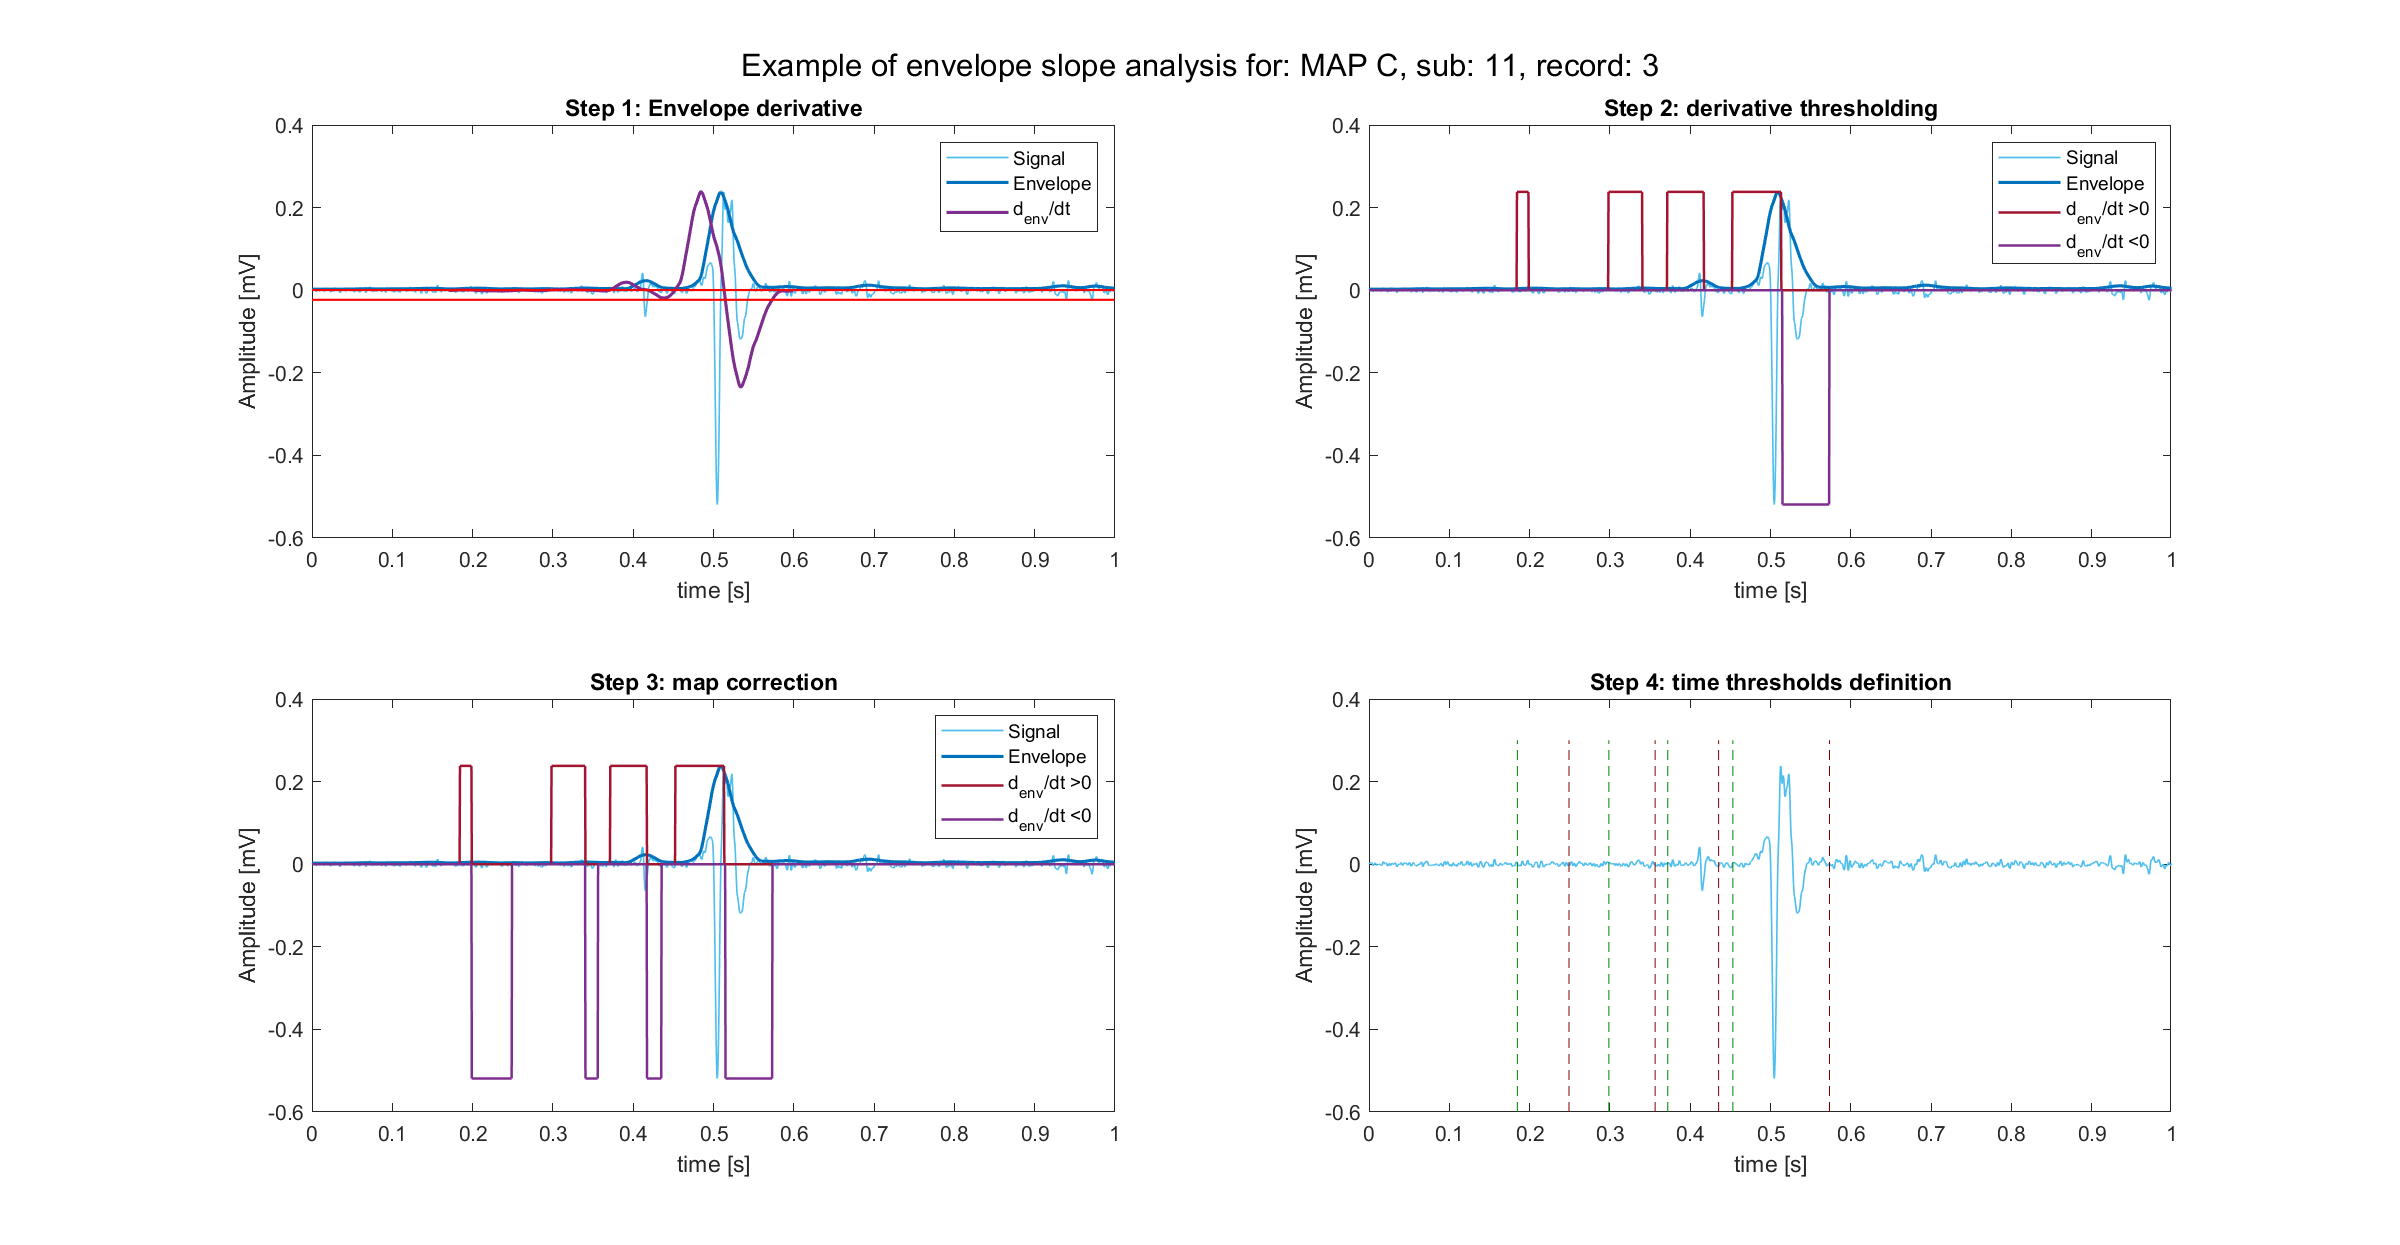 Example of envelope slope analysis for: MAP C, sub: 11, record: 3
Step 1: Envelope derivative
0.4
0.2
0
-0.2
-0.4
-0.6
Amplitude [mV]
0 0.1 0.2 0.3 0.4 0.5 0.6 0.7 0.8 0.9 1
time [s]
Signal
Envelope
d_env/dt
Step 2: derivative thresholding
0.4
0.2
0
-0.2
-0.4
-0.6
Amplitude [mV]
0 0.1 0.2 0.3 0.4 0.5 0.6 0.7 0.8 0.9 1
time [s]
Signal
Envelope
d_env/dt >0
d_env/dt <0
Step 3: map correction
0.4
0.2
0
-0.2
-0.4
-0.6
Amplitude [mV]
0 0.1 0.2 0.3 0.4 0.5 0.6 0.7 0.8 0.9 1
time [s]
Signal
Envelope
d_env/dt >0
d_env/dt <0
Step 4: time thresholds definition
0.4
0.2
0
-0.2
-0.4
-0.6
Amplitude [mV]
0 0.1 0.2 0.3 0.4 0.5 0.6 0.7 0.8 0.9 1
time [s]